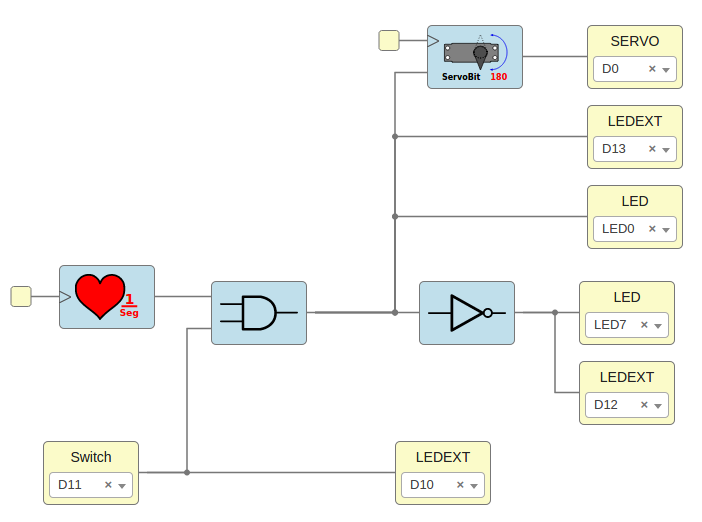 SERVO
D0
ServoBit 180
LEDEXT
D13
LED
LED0
1
Seg
LED
LED7
LEDEXT
D12
Switch
D11
LEDEXT
D10